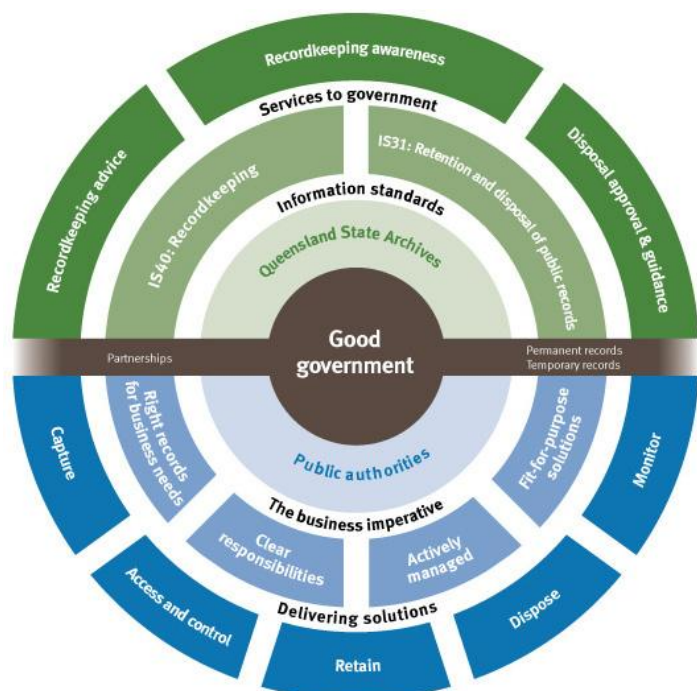 Recordkeeping awareness
Services to government
Recordkeeping advice
Disposal approval & guidance
IS40: Recordkeeping
IS31: Retention and disposal of public records
Information standards
Queensland State Archives
Good
government
Partnerships
Permanent records
Temporary records
Public authorities
The business imperative
Right records
for business needs
Clear
responsibilities
Actively
managed
Fit-for-purpose
solutions
Delivering solutions
Capture
Access and control
Retain
Dispose
Monitor